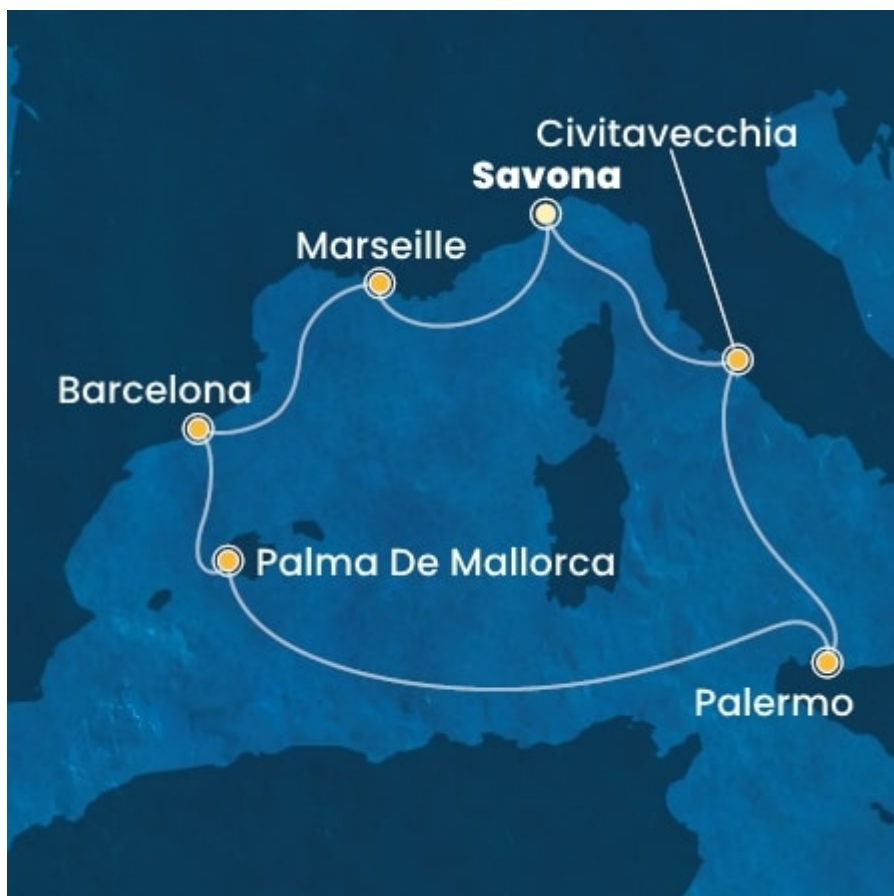 Civitavecchia
Savona
Marseille
Barcelona
Palma De Mallorca
Palermo